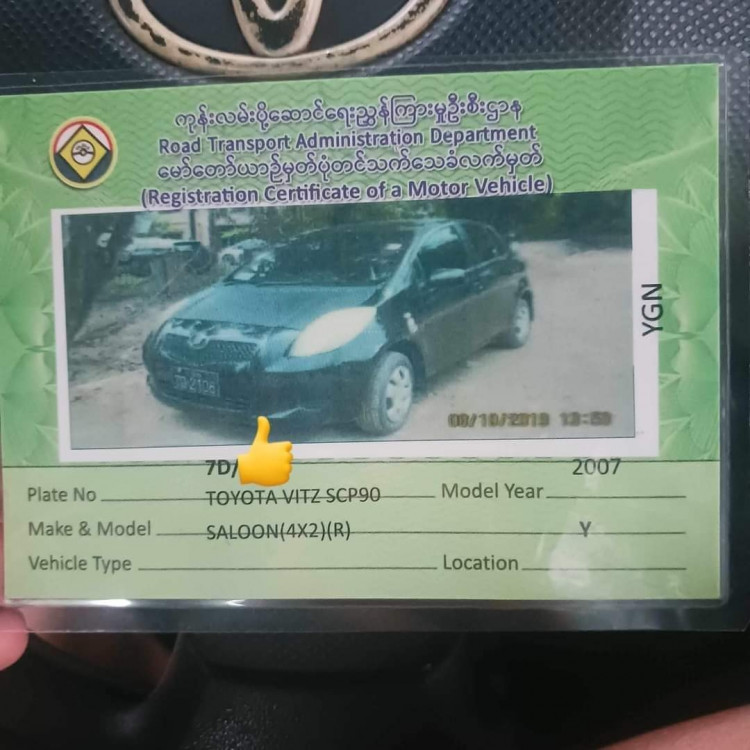 ကုန်းလမ်းပို့ဆောင်ရေးညွှန်ကြားမှုဦးစီးဌာန
Road Transport Administration Department
မော်တော်ယာဉ်မှတ်ပုံတင်သက်သေခံလက်မှတ်
(Registration Certificate of a Motor Vehicle)
YGN
08/10/2019 13:
7D/
2007
Plate No
TOYOTA VITZ SCP90
Model Year
Make & Model
SALOON(4X2)(R)
Y
Vehicle Type
Location